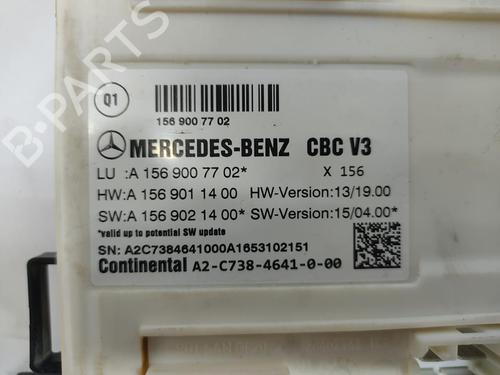 B-PARTS
Q1
156 900 77 02
MERCEDES-BENZ CBC V3
LU :A 156 900 77 02* X 156
HW:A 156 901 14 00 HW-Version:13/19.00
SW:A 156 902 14 00* SW-Version:15/04.00*
*valid up to potential SW update
SN: A2C7384641000A1653102151
Continental A2-C738-4641-0-00